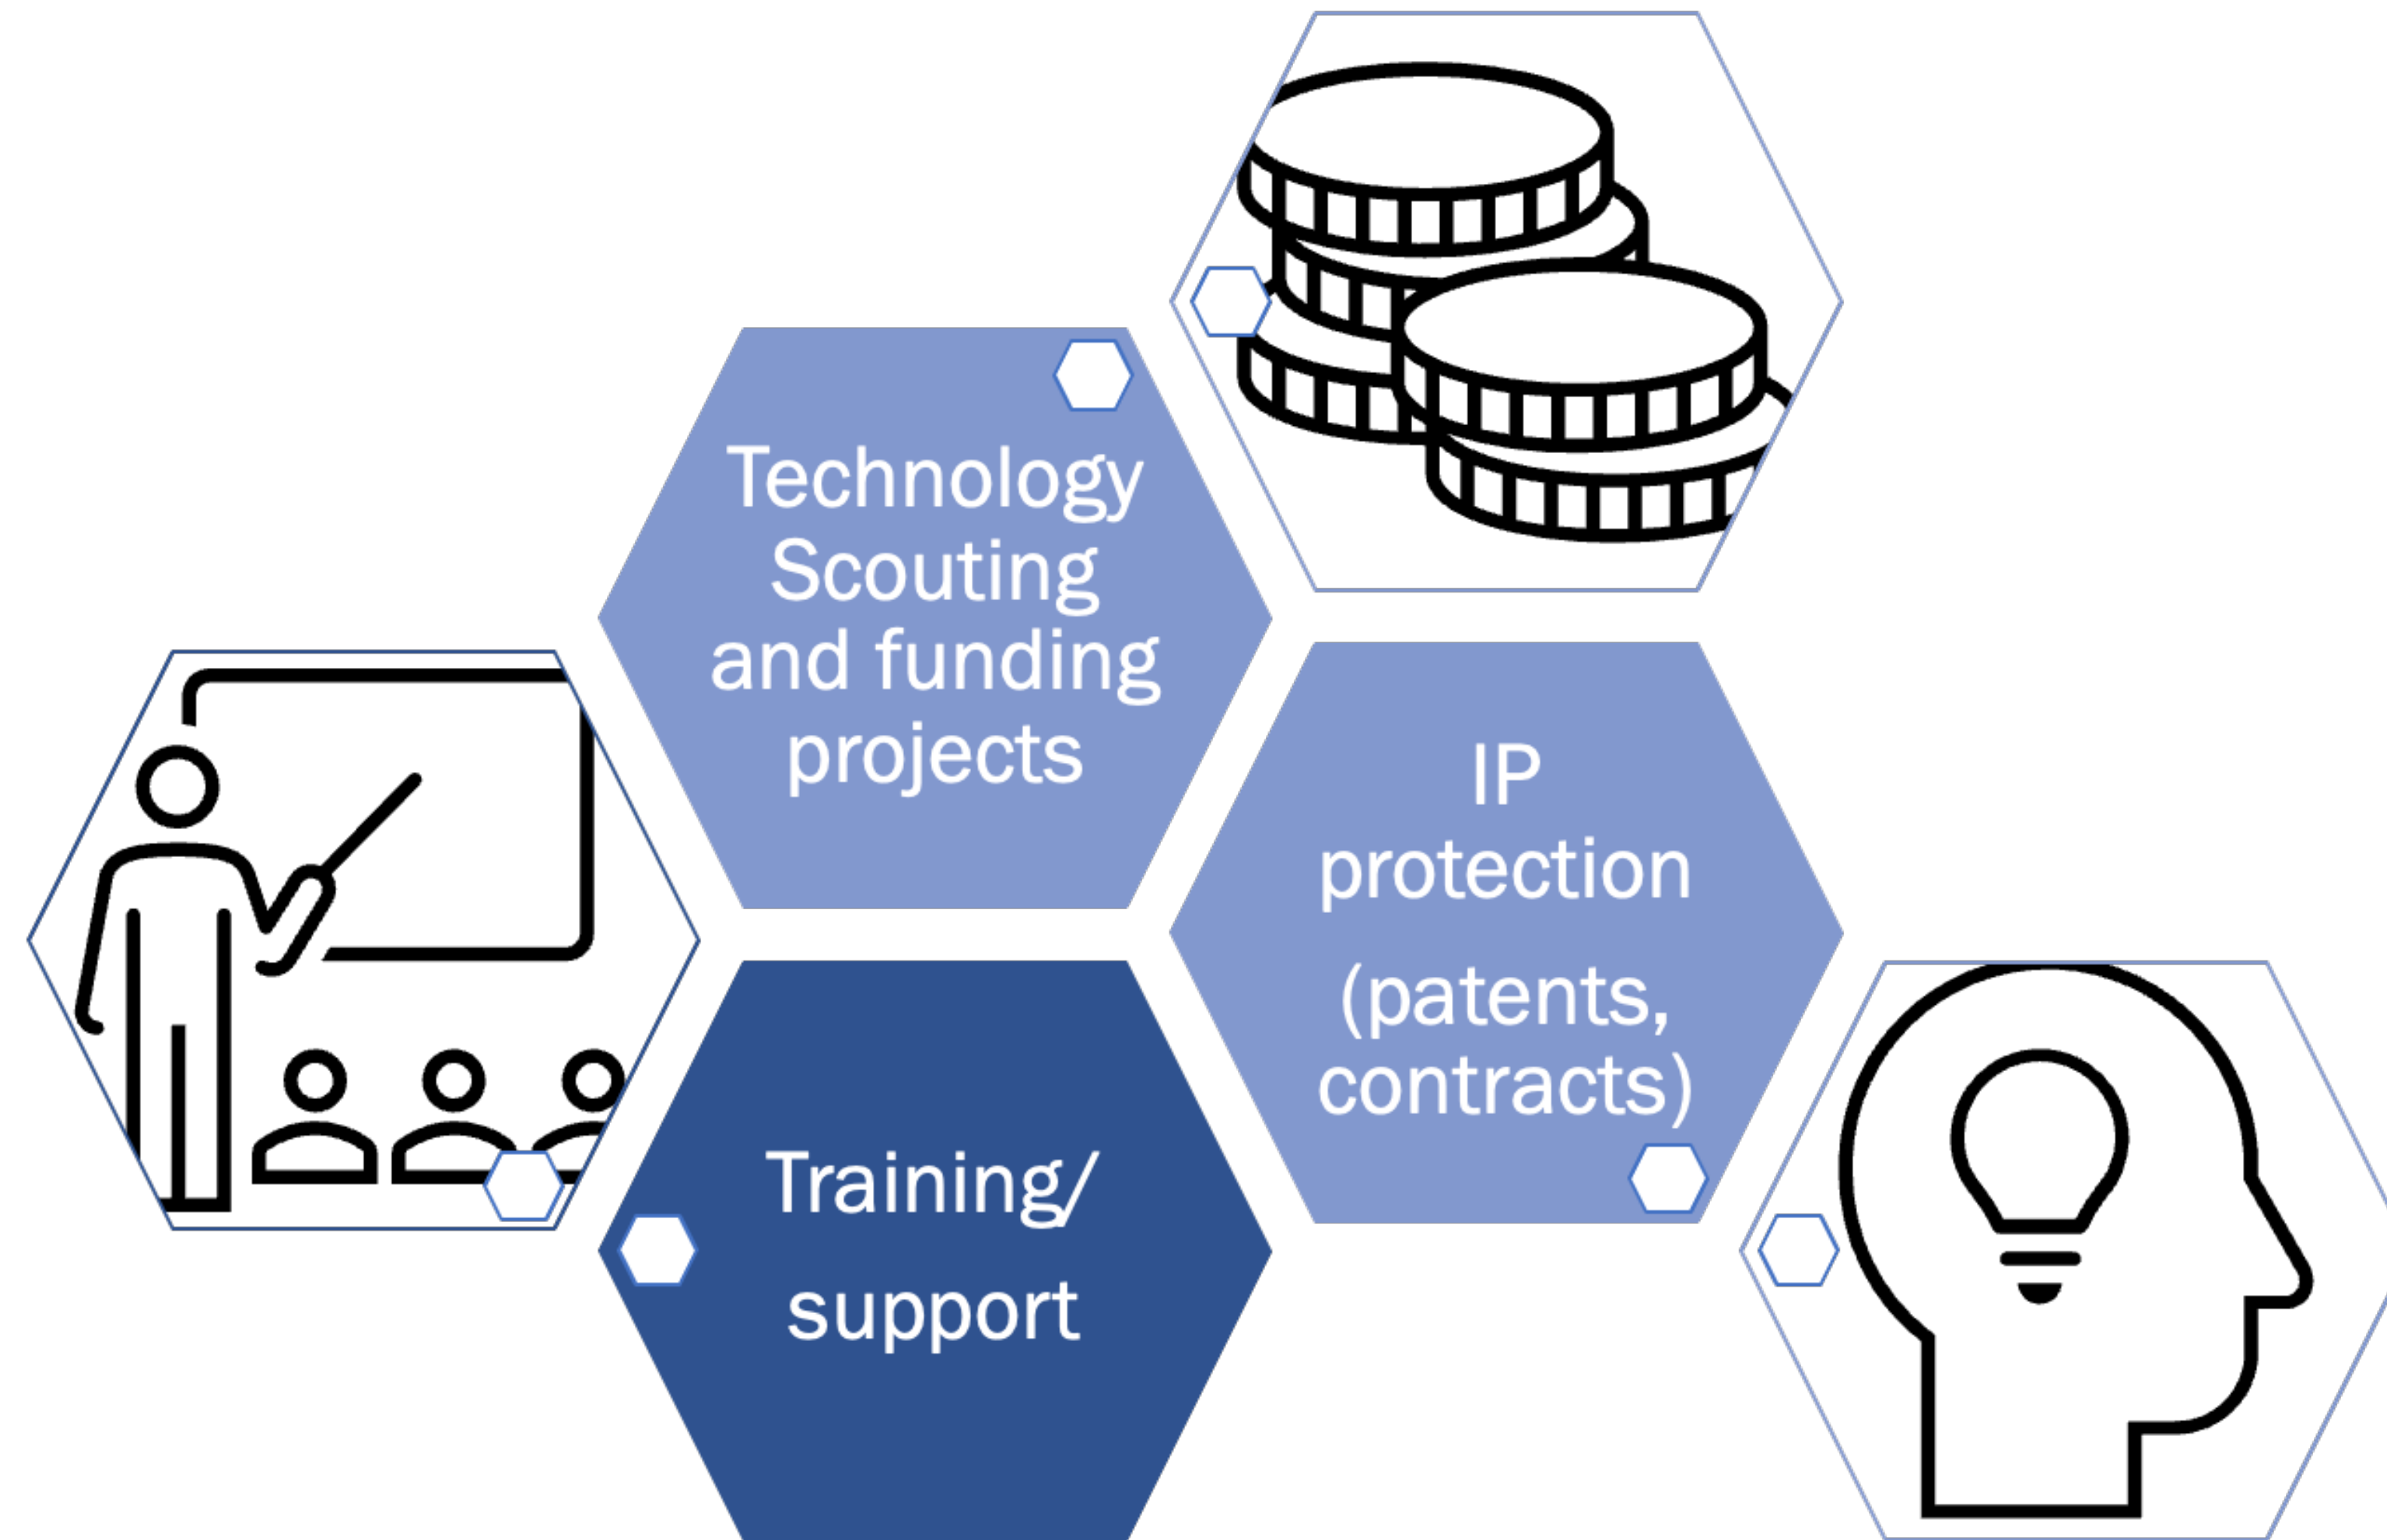 Technology
Scouting
and funding
projects
IP
protection
(patents,
contracts)
Training/
support